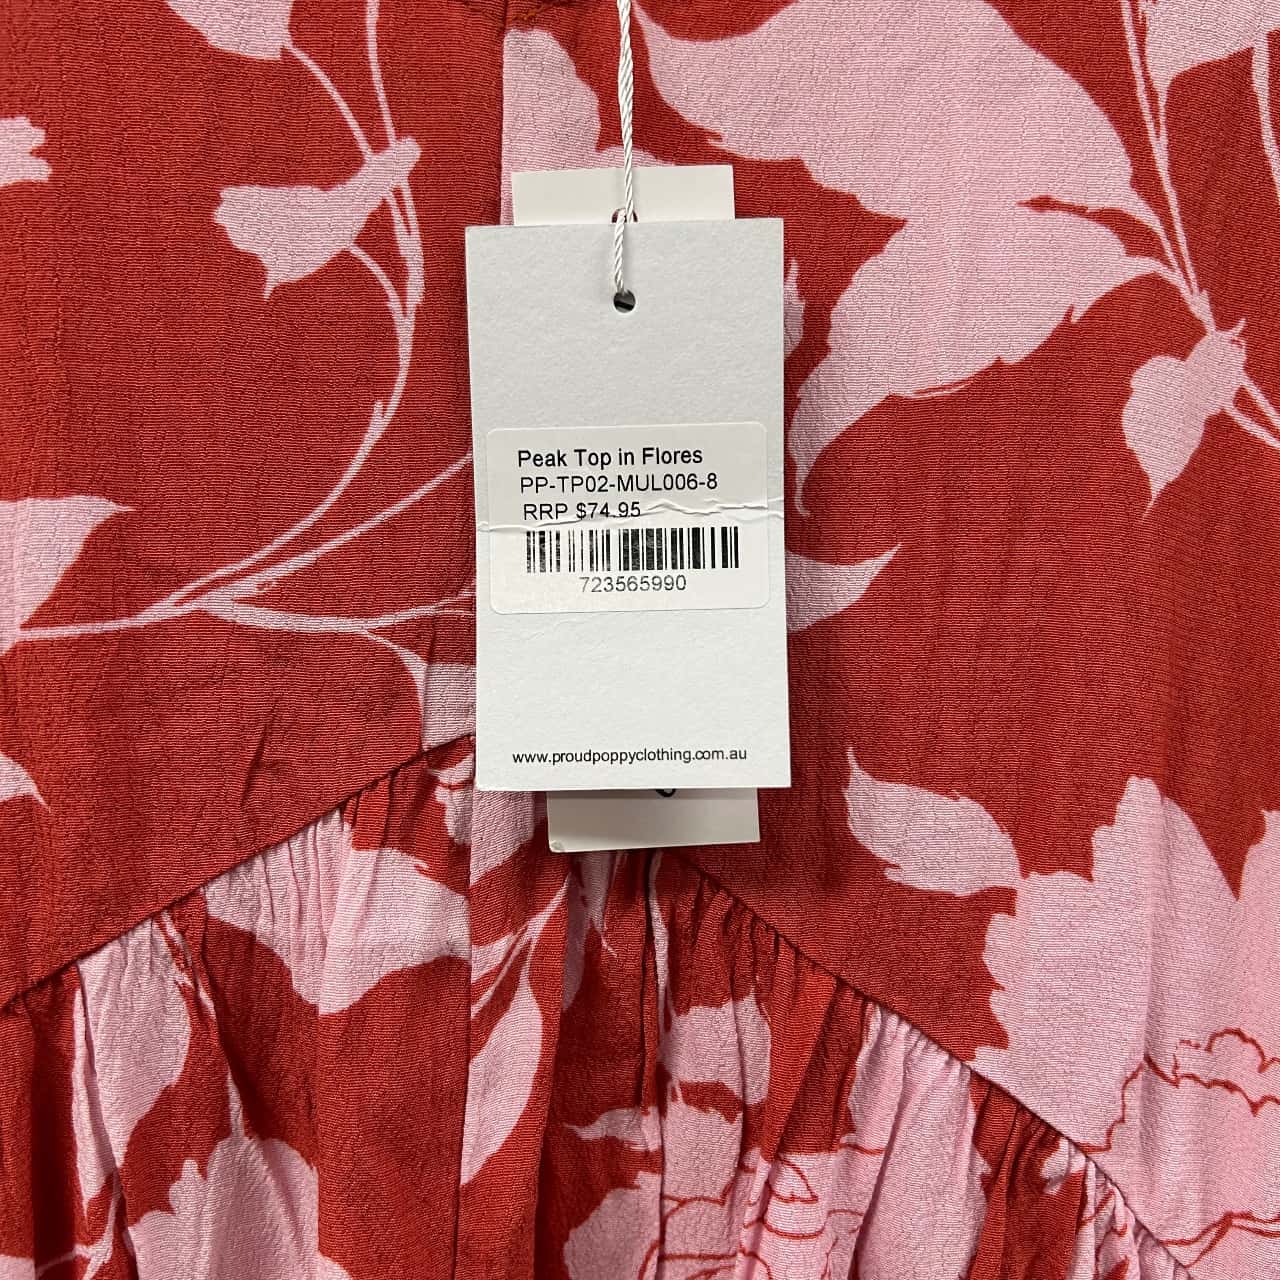 Peak Top in Flores
PP-TP02-MUL006-8
RRP $74.95
723565990
www.proudpoppyclothing.com.au